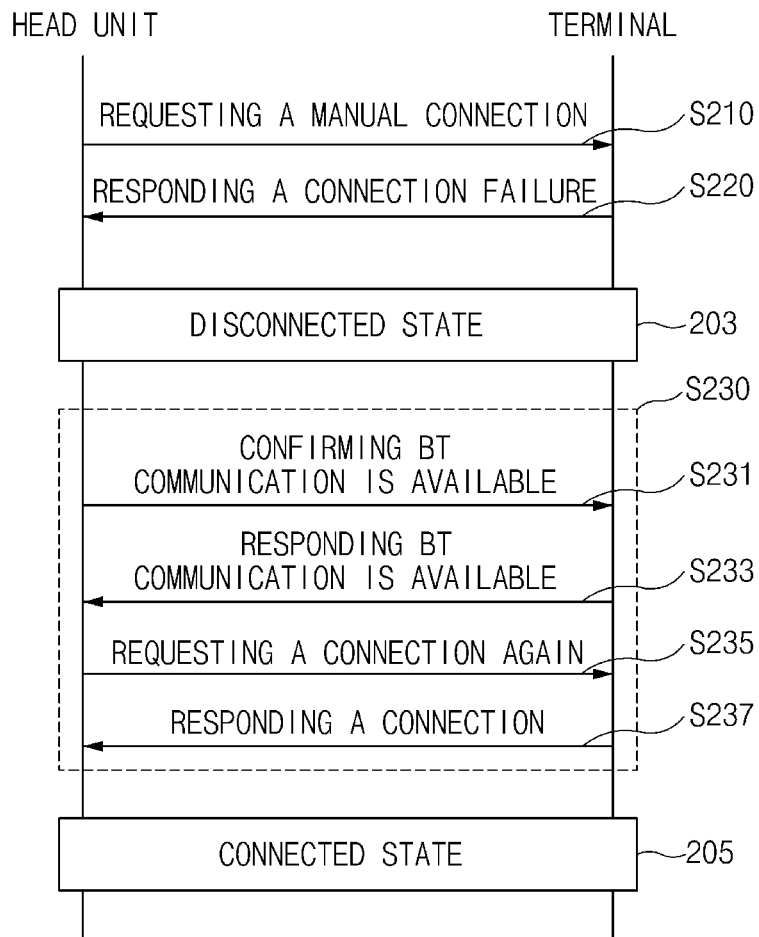 HEAD UNIT
TERMINAL
REQUESTING A MANUAL CONNECTION
S210
RESPONDING A CONNECTION FAILURE
S220
DISCONNECTED STATE
203
S230
CONFIRMING BT
COMMUNICATION IS AVAILABLE
S231
RESPONDING BT
COMMUNICATION IS AVAILABLE
S233
REQUESTING A CONNECTION AGAIN
S235
RESPONDING A CONNECTION
S237
CONNECTED STATE
205